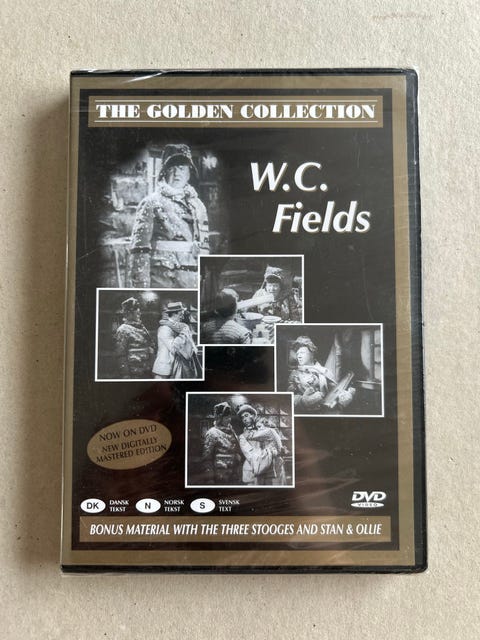 THE GOLDEN COLLECTION
W.C.
Fields
NOW ON DVD
NEW DIGITALLY
MASTERED EDITION
DK DANSK TEKST
N NORSK TEKST
S SVENSK TEXT
DVD
VIDEO
BONUS MATERIAL WITH THE THREE STOOGES AND STAN & OLLIE